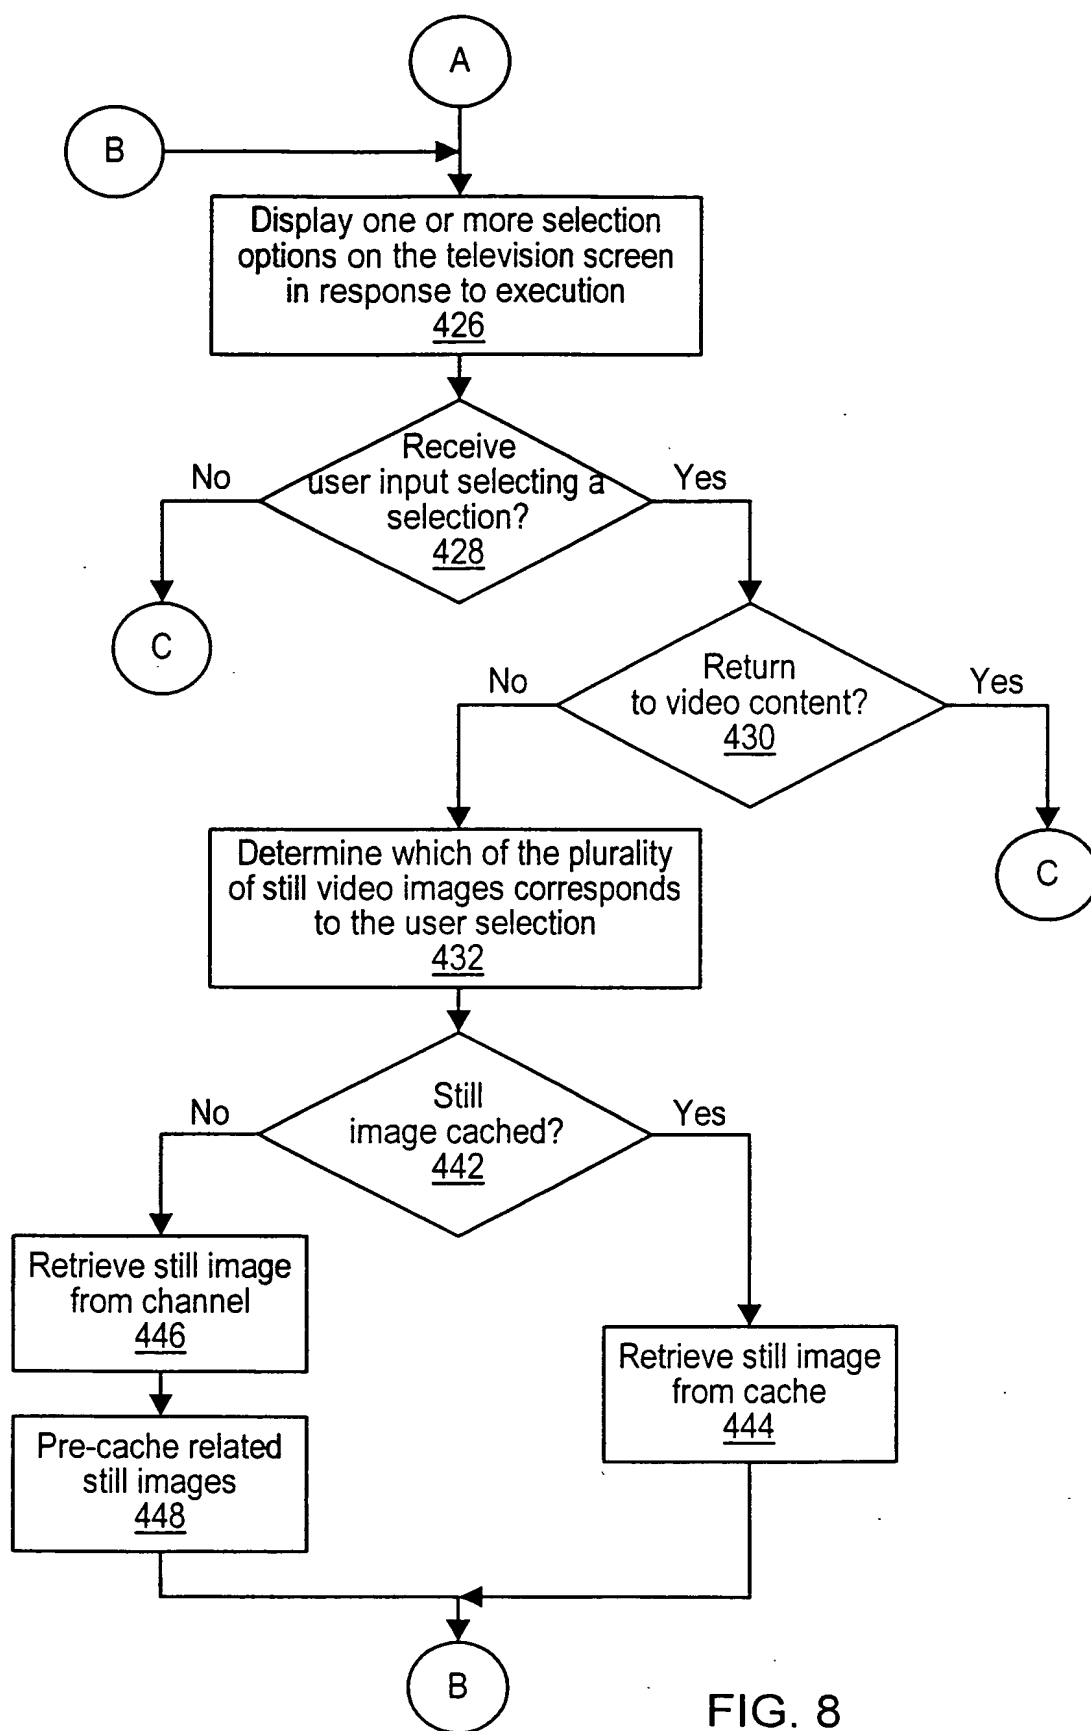 A
B
Display one or more selection
options on the television screen
in response to execution
426
Receive
user input selecting a
selection?
428
No
Yes
C
Return
to video content?
430
No
Yes
C
Determine which of the plurality
of still video images corresponds
to the user selection
432
Still
image cached?
442
No
Yes
Retrieve still image
from channel
446
Retrieve still image
from cache
444
Pre-cache related
still images
448
B
FIG. 8